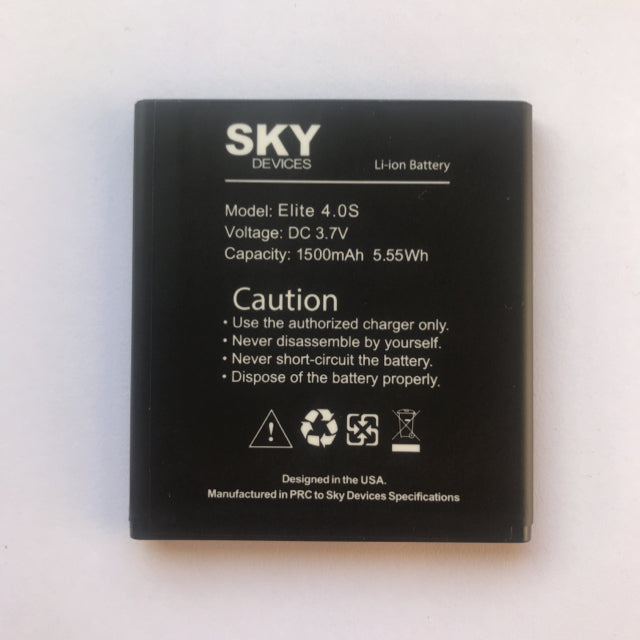 SKY
DEVICES
Li-ion Battery
Model: Elite 4.0S
Voltage: DC 3.7V
Capacity: 1500mAh 5.55Wh
Caution
• Use the authorized charger only.
• Never disassemble by yourself.
• Never short-circuit the battery.
• Dispose of the battery properly.
Designed in the USA.
Manufactured in PRC to Sky Devices Specifications